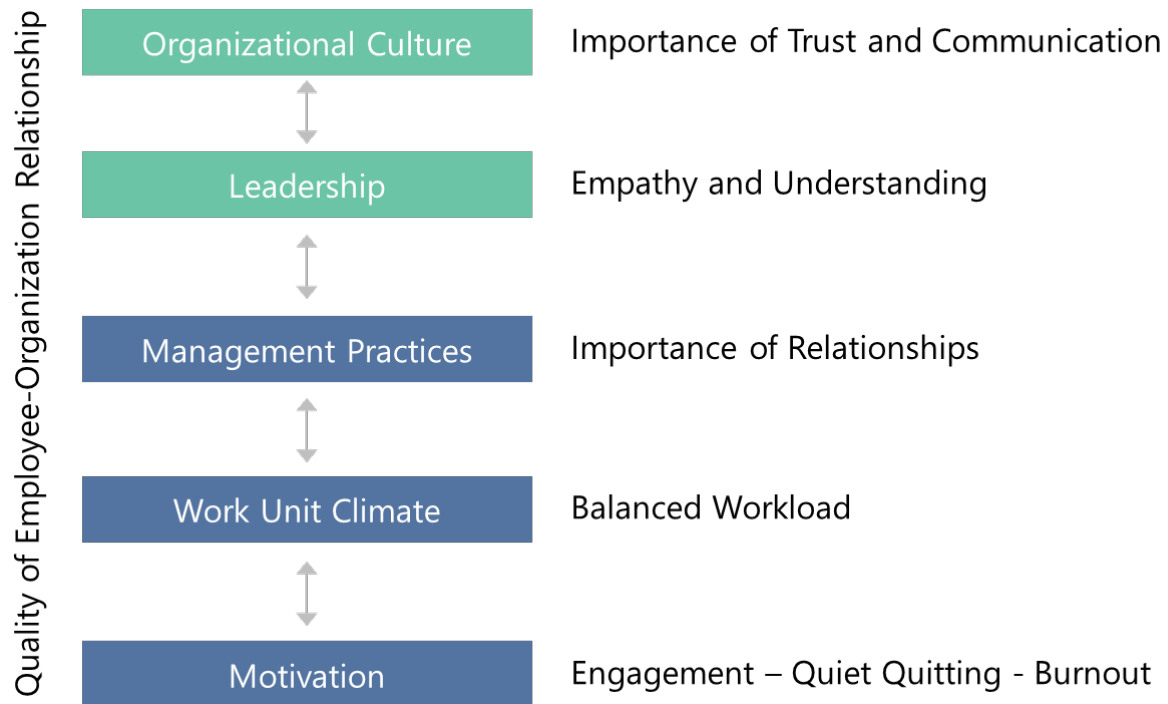 Quality of Employee-Organization Relationship
Organizational Culture
Importance of Trust and Communication
Leadership
Empathy and Understanding
Management Practices
Importance of Relationships
Work Unit Climate
Balanced Workload
Motivation
Engagement – Quiet Quitting - Burnout